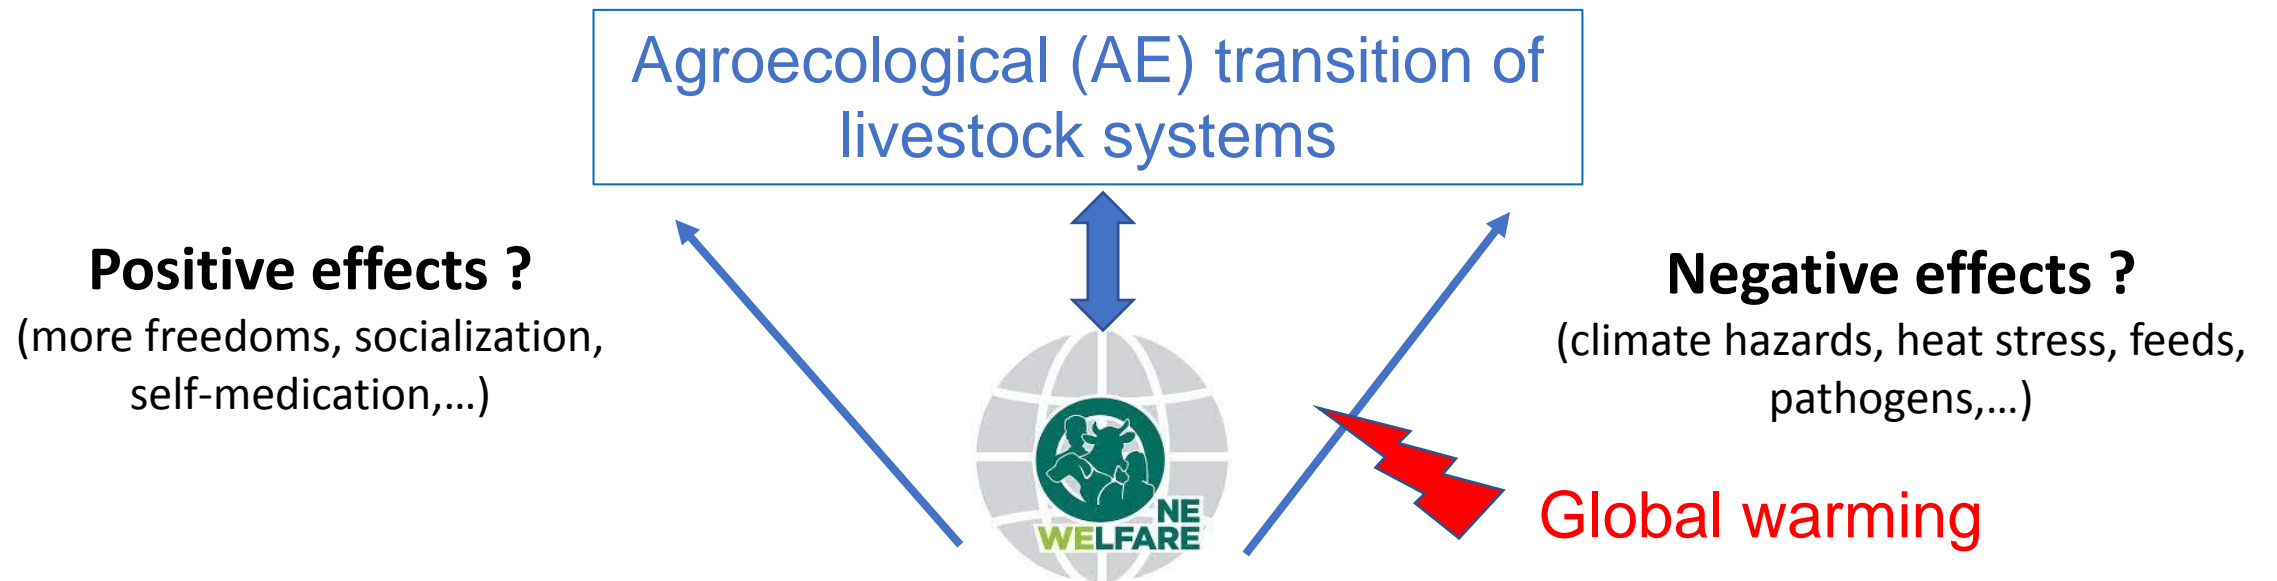 Agroecological (AE) transition of
livestock systems
Positive effects ?
(more freedoms, socialization,
self-medication,...)
Negative effects ?
(climate hazards, heat stress, feeds,
pathogens,...)
NE
WELFARE
Global warming